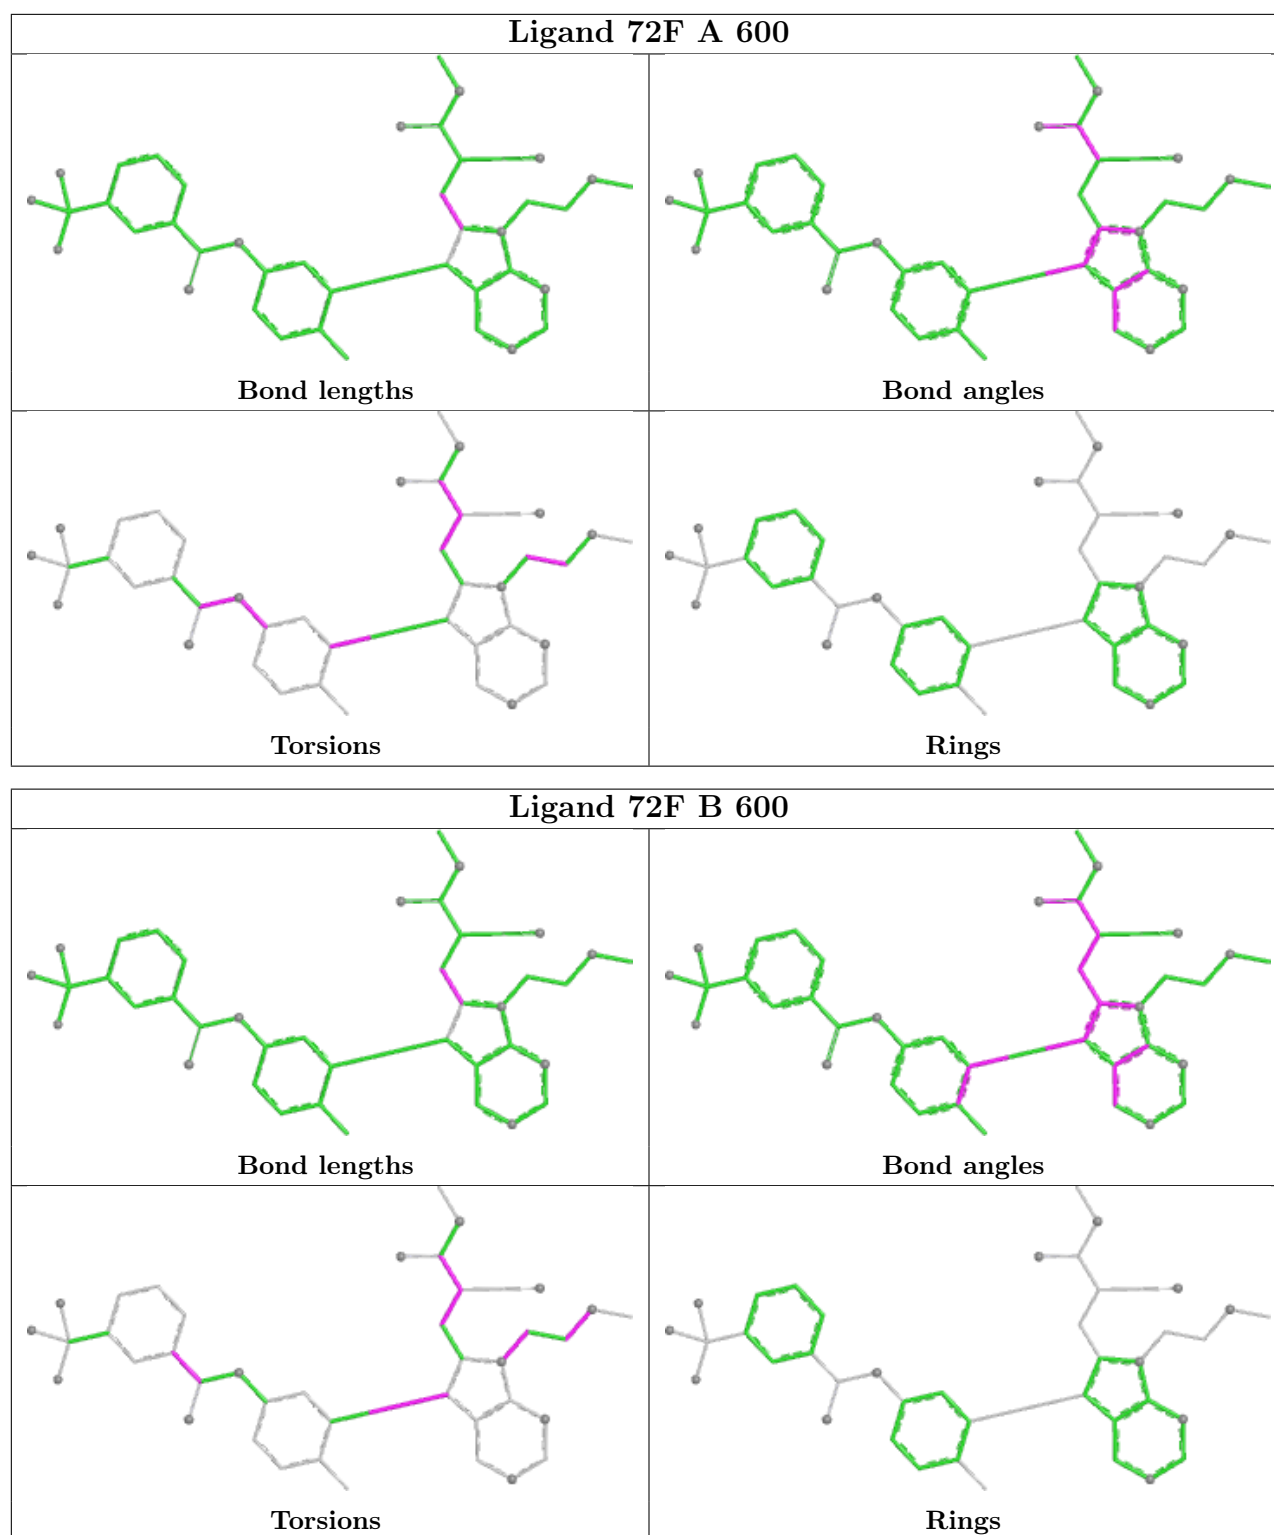 Ligand 72F A 600
Bond lengths
Bond angles
Torsions
Rings
Ligand 72F B 600
Bond lengths
Bond angles
Torsions
Rings